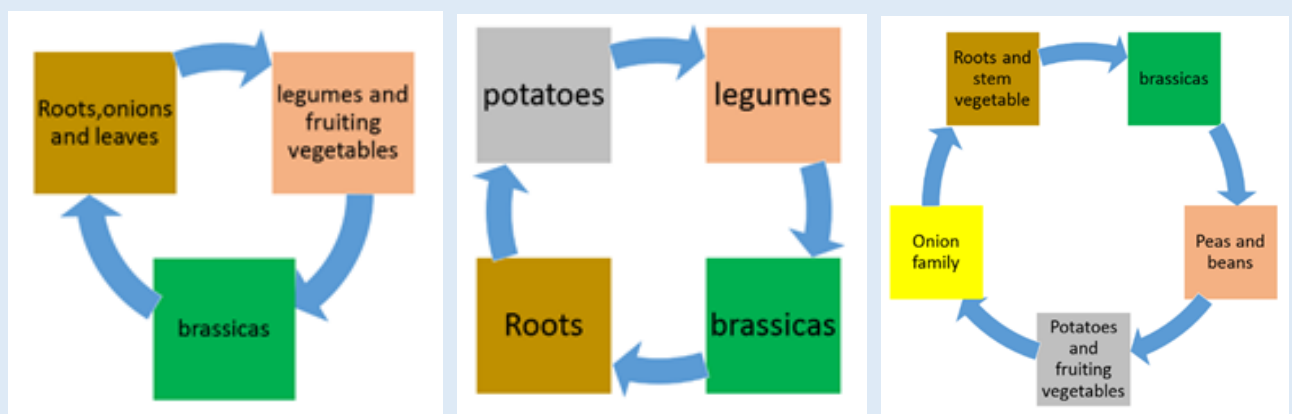 Roots,onions
and leaves
legumes and
fruiting
vegetables
brassicas
potatoes
legumes
Roots
brassicas
Roots and
stem
vegetable
brassicas
Onion
family
Peas and
beans
Potatoes
and
fruiting
vegetables